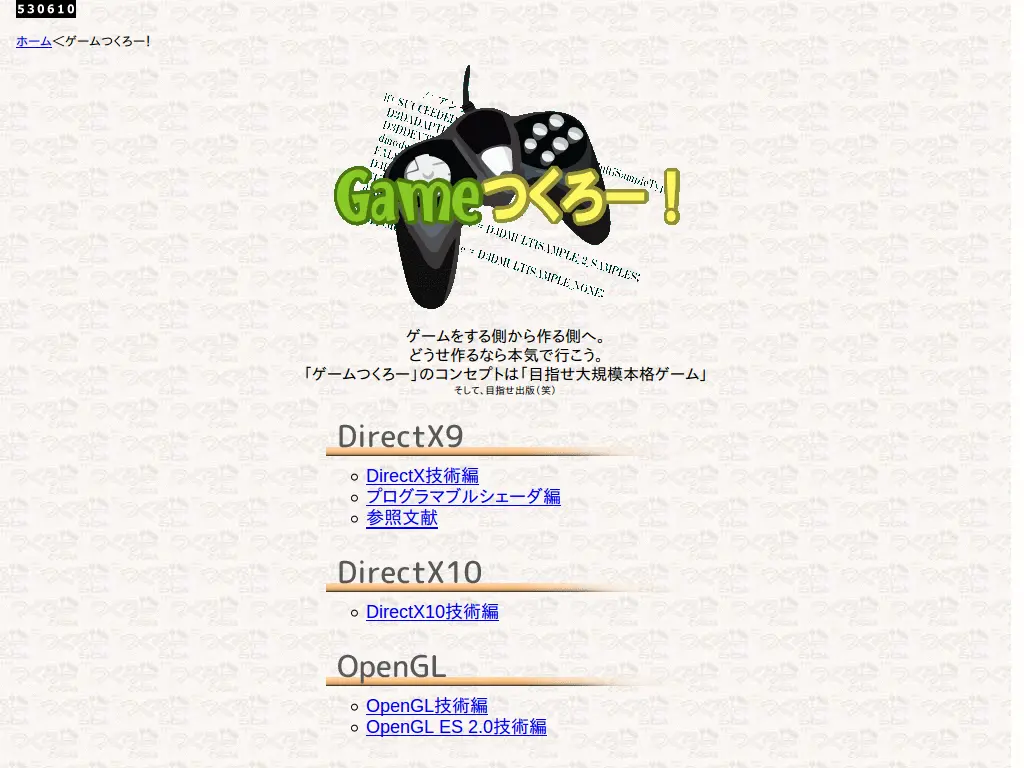 530610
ホーム<ゲームつくろー!
if( SUCCEEDED
D3DADAPT
D3DDEVT
FALS
Gameつくろー!
= D3DMULTISAMPLE_2_SAMPLES;
= D3DMULTISAMPLE_NONE;
ゲームをする側から作る側へ。
どうせ作るなら本気で行こう。
「ゲームつくろー」のコンセプトは「目指せ大規模本格ゲーム」
そして、目指せ出版(笑)
DirectX9
DirectX技術編
プログラマブルシェーダ編
参照文献
DirectX10
DirectX10技術編
OpenGL
OpenGL技術編
OpenGL ES 2.0技術編